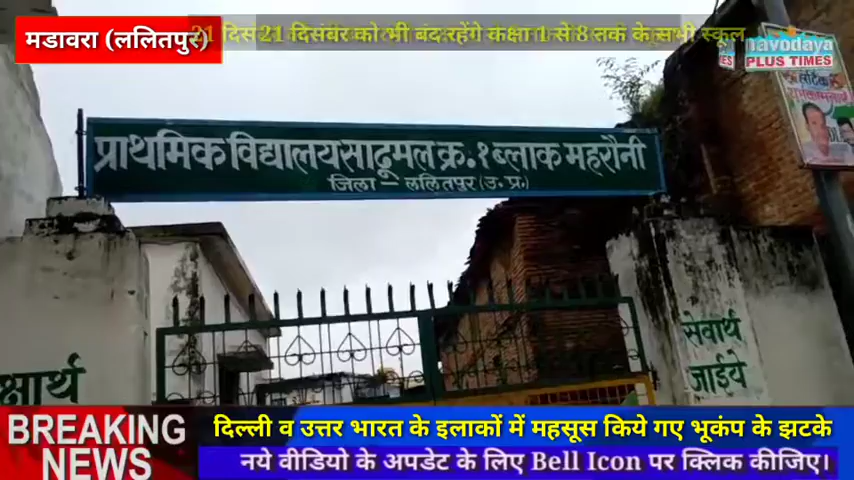 मडावरा (ललितपुर)
21 दिसंबर को भी बंद रहेंगे कक्षा 1 से 8 तक के सभी स्कूल
navodaya
PLUS TIMES
प्राथमिक विद्यालय साढूमल क्र.१ ब्लाक महरौनी
जिला – ललितपुर (उ.प्र.)
सेवार्थ
जाईये
क्षार्थ
BREAKING
NEWS
दिल्ली व उत्तर भारत के इलाकों में महसूस किये गए भूकंप के झटके
नये वीडियो के अपडेट के लिए Bell Icon पर क्लिक कीजिए।